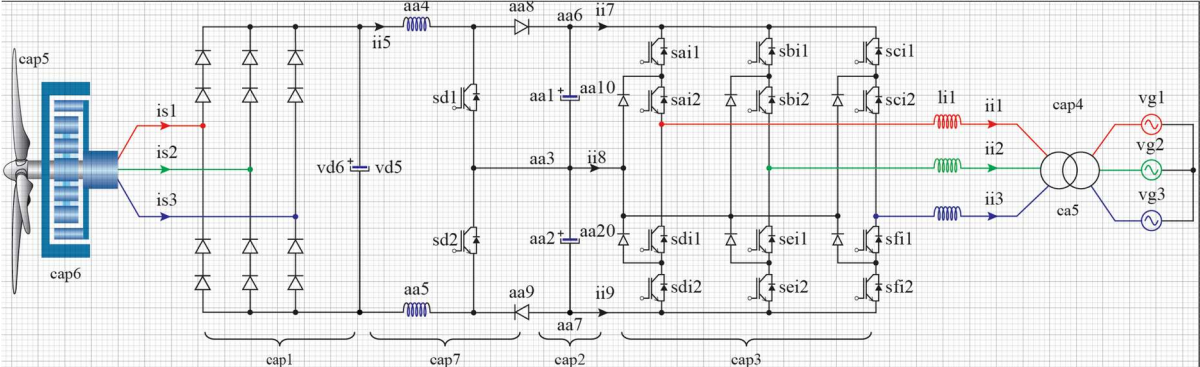 aa4
aa8
aa6
ii7
ii5
cap5
sai1
sbi1
sci1
sd1
aa1
+
aa10
sai2
sbi2
sci2
li1
ii1
cap4
vg1
is1
is2
vd6
+
vd5
aa3
ii8
ii2
vg2
is3
ii3
ca5
vg3
sd2
aa2
+
aa20
sdi1
sei1
sfi1
cap6
aa5
aa9
ii9
sdi2
sei2
sfi2
aa7
cap1
cap7
cap2
cap3